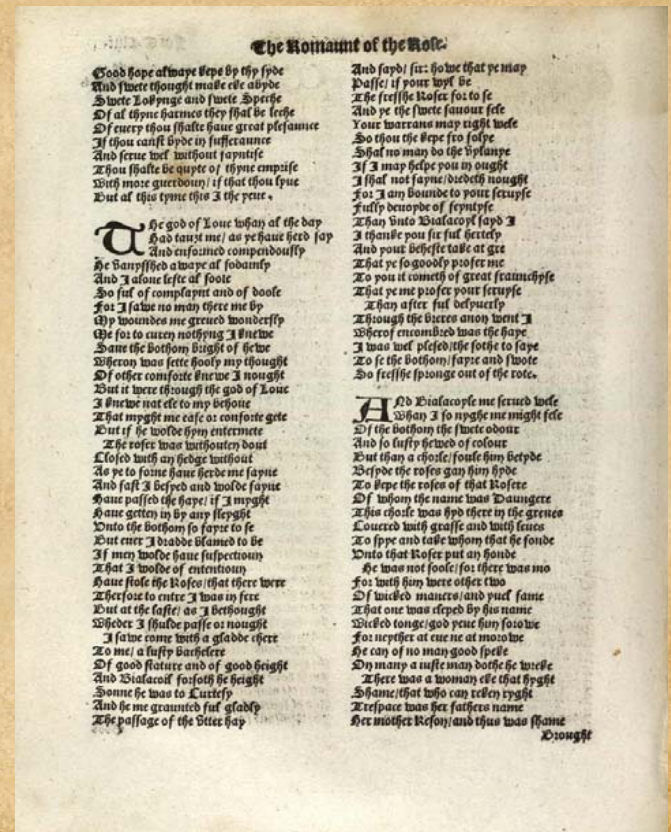 The Romaunt of the Rose.
Good hope alwaye kepe by thy syde
And swete thought make eke abyde
Swete Lokynge and swete Speche
Of al thyne harmes they shal be leche
Of euery thou shalte haue great plesaunce
If thou canst byde in sufferaunce
And serue wel without fayntise
Thou shalte be quyte of thyne emprise
With more guerdoun/ if that thou lyue
But al this tyme this I the yeue.
THe god of Loue whan al the day
Had tauzt me/ as ye haue herd say
And enformed compendously
He vanysshed awaye al sodainly
And I alone lefte al soole
So ful of complaynt and of doole
For I sawe no man there me by
My woundes me greued wonderfly
Me for to curen nothyng I knewe
Saue the bothom bright of hewe
Wheron was sette hooly my thought
Of other comforte knewe I nought
But it were through the god of Loue
I knewe nat els to my behoue
That myght me ease or conforte gete
But if he wolde hym entermete
The roser was withouten dout
Closed with an hedge without
As ye to forne haue herde me sayne
And fast I besyed and wolde fayne
Haue passed the haye/ if I myght
Haue getten in by any sleyght
Vnto the bothom so fayre to se
But euer I dradde blamed to be
If men wolde haue suspectioun
That I wolde of ententioun
Haue stole the Roses/that there were
Therfore to entre I was in fere
But at the laste/ as I bethought
Wheder I shulde passe or nought
I sawe come with a gladde chere
To me/ a lusty bachelere
Of good stature and of good height
And Bialacoil forsoth he height
Sonne he was to Curtesy
And he me graunted ful gladly
The passage of the vtter hay
And sayd/ sir: howe that ye may
Passe/ if your wyl be
The fresshe Roser for to se
And ye the swete sauour fele
Your warrans may right wele
So thou the kepe fro folye
Shal no man do the vylanye
If I may helpe you in ought
I shal not fayne/dredeth nought
For I am bounde to your seruyse
Fully deuoyde of feyntyse
Than vnto Bialacoyl sayd I
I thanke you sir ful hertely
And your beheste take at gre
That ye so goodly profer me
To you it cometh of great fraunchyse
That ye me profer your seruyse
Than after ful delyuerly
Through the breres anon went I
Wherof encombred was the haye
I was wel plesed/the sothe to saye
To se the bothom/fayre and swote
So fresshe spronge out of the rote.
ANd Bialacoyle me serued wele
Whan I so nyghe me might fele
Of the bothom the swete odour
And so lusty hewed of colour
But than a chorle/foule him betyde
Besyde the roses gan him hyde
To kepe the roses of that Rosere
Of whom the name was Daungere
This chorle was hyd there in the greues
Couered with grasse and with leues
To spye and take whom that he fonde
Vnto that Roser put an honde
He was not soole/for there was mo
For with him were other two
Of wicked maners/and yuel fame
That one was cleped by his name
Wicked tonge/god yeue him sorowe
For neyther at eue ne at morowe
He can of no man good speke
On many a iuste man dothe he wreke
There was a woman eke that hyght
Shame/that who can reken ryght
Trespace was her fathers name
Her mother Reson/and thus was shame
Brought